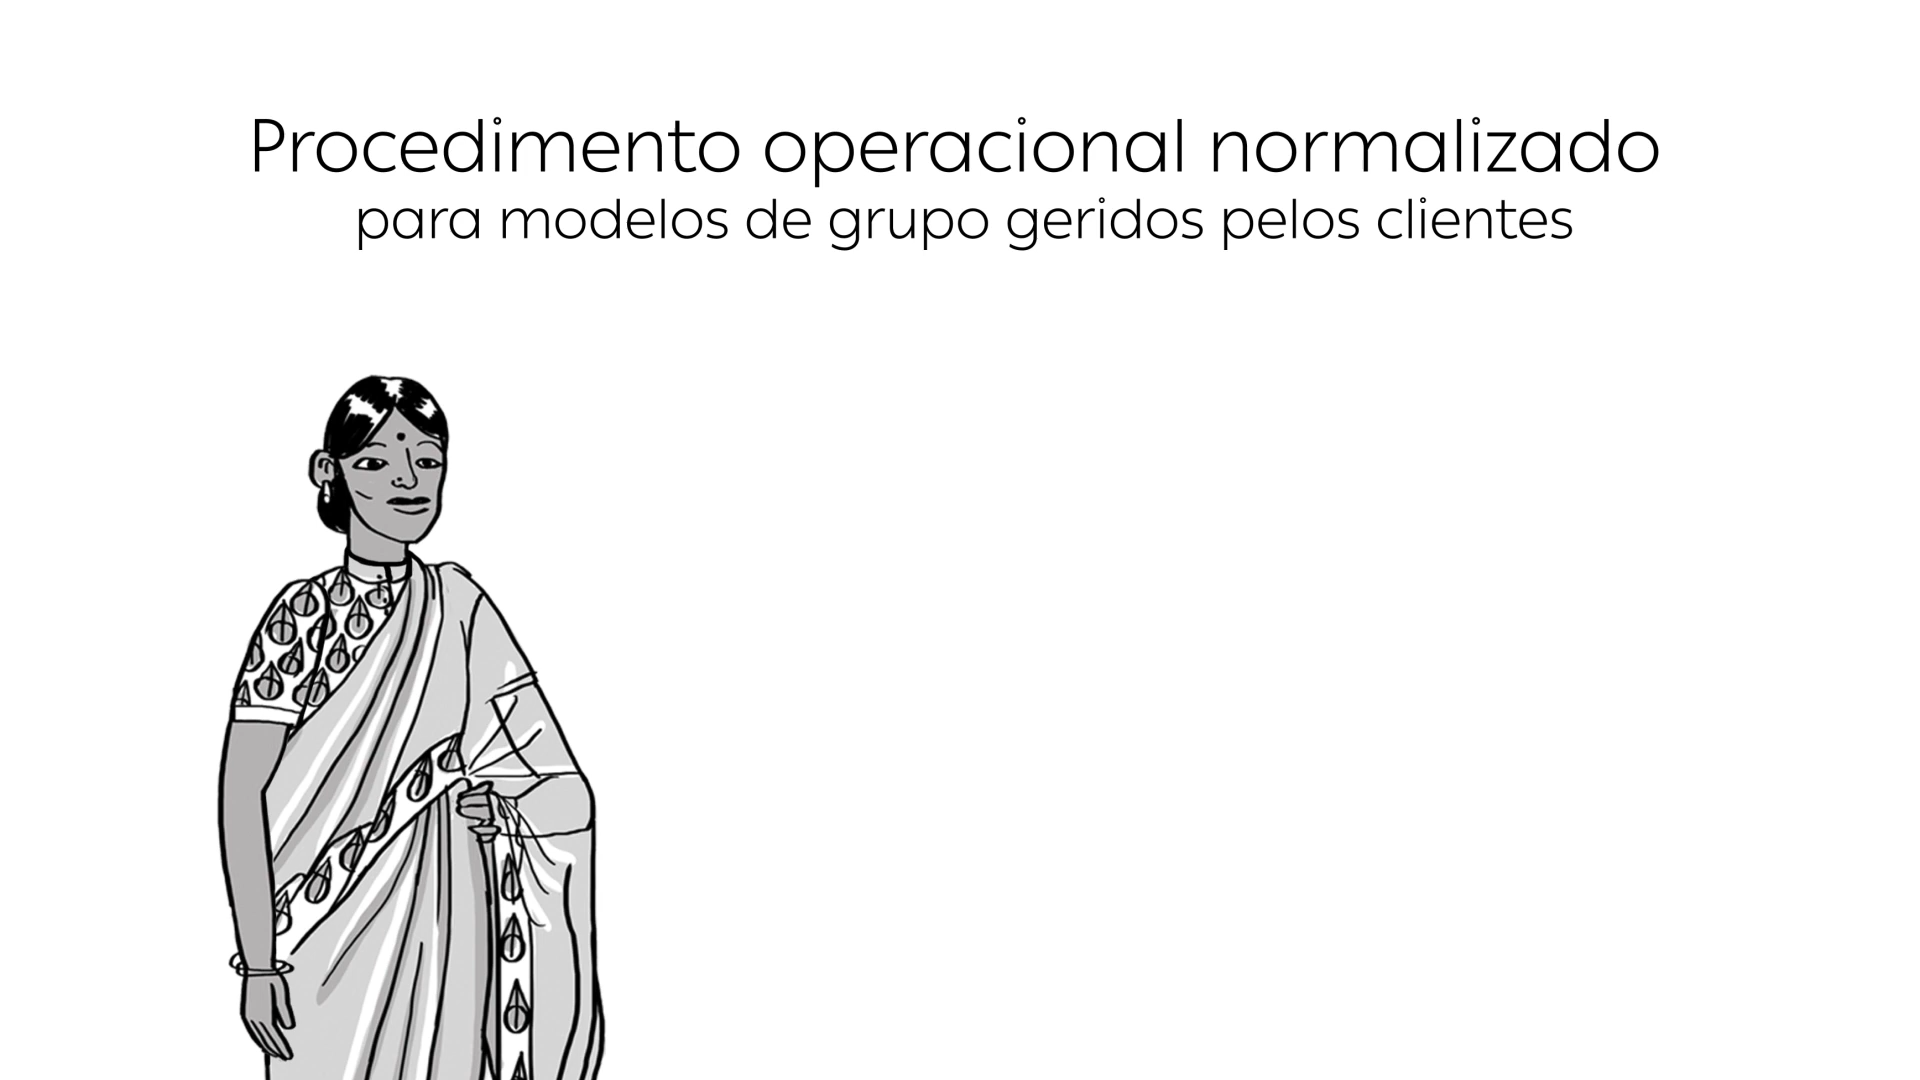 Procedimento operacional normalizado
para modelos de grupo geridos pelos clientes